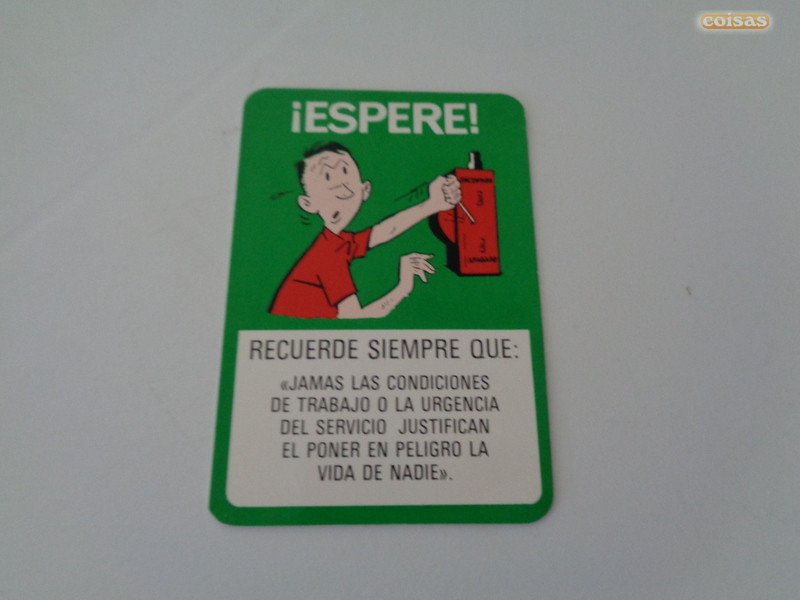 coisas
¡ESPERE!
RECUERDE SIEMPRE QUE:
«JAMAS LAS CONDICIONES
DE TRABAJO O LA URGENCIA
DEL SERVICIO JUSTIFICAN
EL PONER EN PELIGRO LA
VIDA DE NADIE».